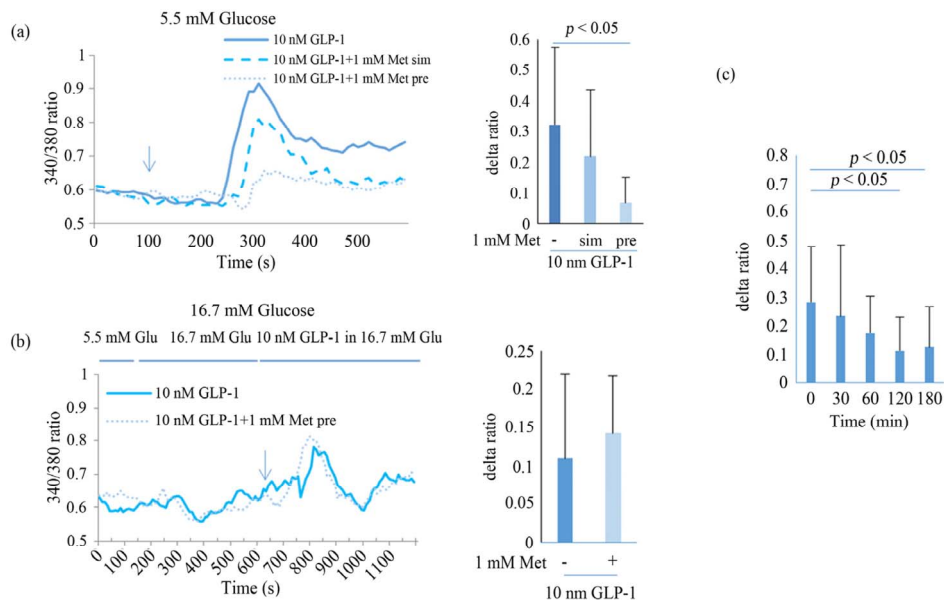 (a)
5.5 mM Glucose
10 nM GLP-1
10 nM GLP-1+1 mM Met sim
10 nM GLP-1+1 mM Met pre
340/380 ratio
1
0.9
0.8
0.7
0.6
0.5
0 100 200 300 400 500
Time (s)
p < 0.05
delta ratio
0.6
0.5
0.4
0.3
0.2
0.1
0
1 mM Met - sim pre
10 nm GLP-1
(c)
p < 0.05
p < 0.05
delta ratio
0.8
0.7
0.6
0.5
0.4
0.3
0.2
0.1
0
0 30 60 120 180
Time (min)
(b)
16.7 mM Glucose
5.5 mM Glu 16.7 mM Glu 10 nM GLP-1 in 16.7 mM Glu
10 nM GLP-1
10 nM GLP-1+1 mM Met pre
340/380 ratio
1
0.9
0.8
0.7
0.6
0.5
0 100 200 300 400 500 600 700 800 900 1000 1100
Time (s)
delta ratio
0.25
0.2
0.15
0.1
0.05
0
1 mM Met - +
10 nM GLP-1